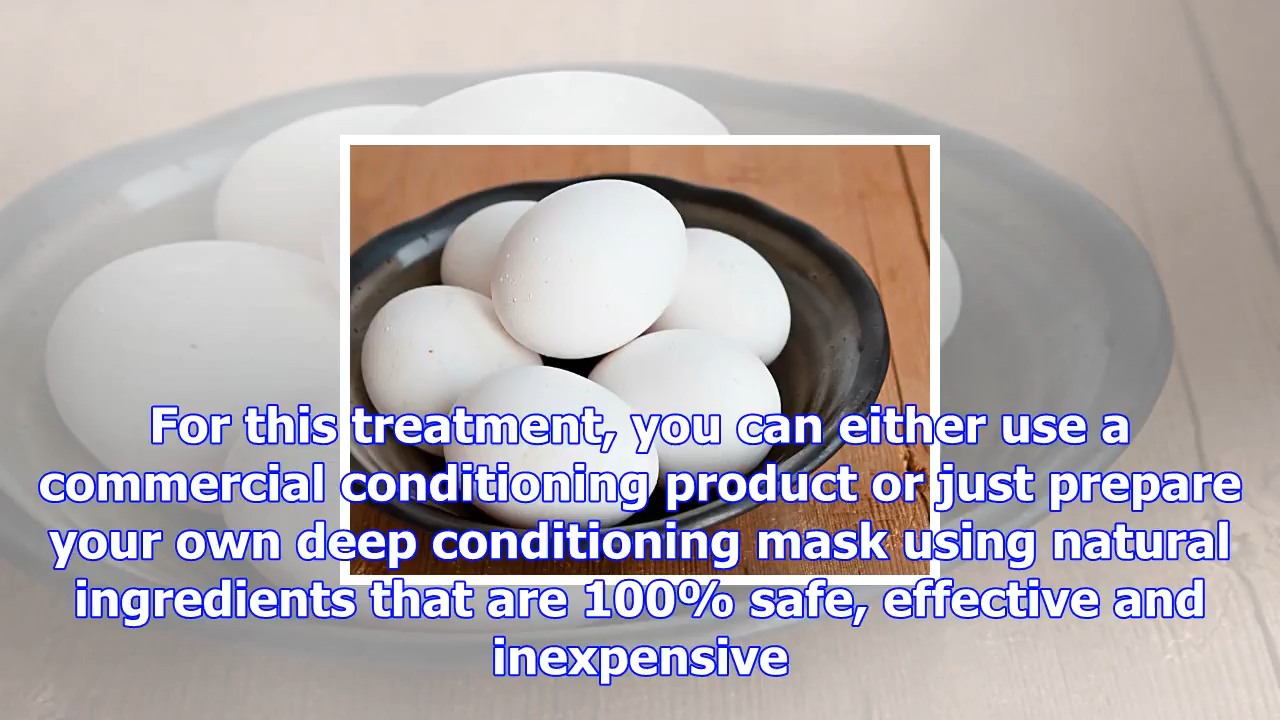 For this treatment, you can either use a
commercial conditioning product or just prepare
your own deep conditioning mask using natural
ingredients that are 100% safe, effective and
inexpensive